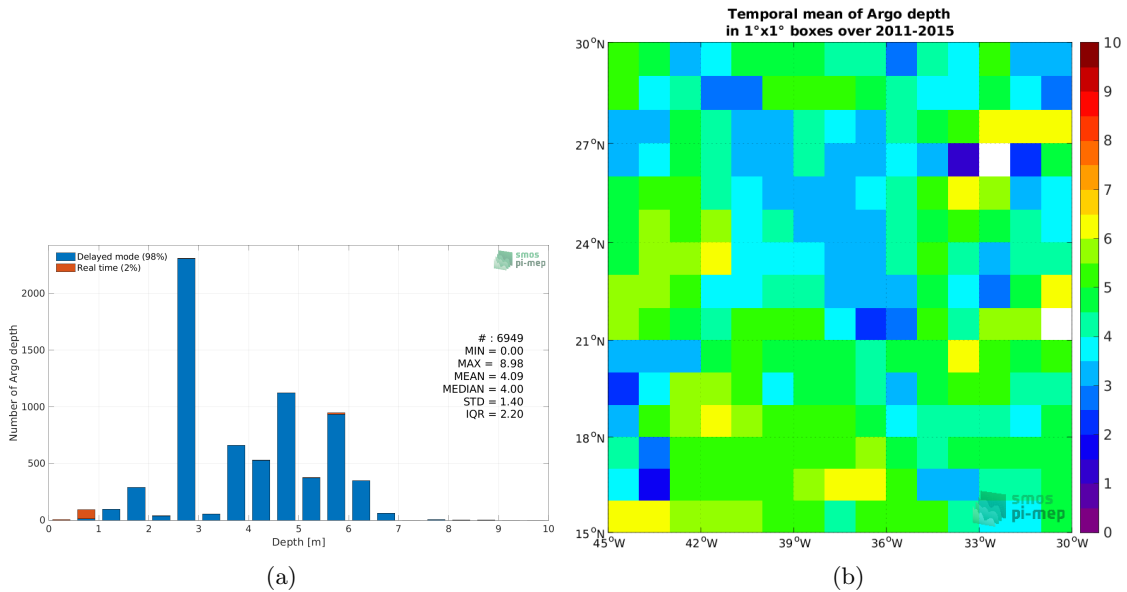 Temporal mean of Argo depth
in 1°x1° boxes over 2011-2015
Delayed mode (98%)
Real time (2%)
smos
pi-mep
# : 6949
MIN = 0.00
MAX = 8.98
MEAN = 4.09
MEDIAN = 4.00
STD = 1.40
IQR = 2.20
Number of Argo depth
2000
1500
1000
500
0
0 1 2 3 4 5 6 7 8 9 10
Depth [m]
(a)
30°N
27°N
24°N
21°N
18°N
15°N
45°W 42°W 39°W 36°W 33°W 30°W
smos
pi-mep
10
9
8
7
6
5
4
3
2
1
0
(b)